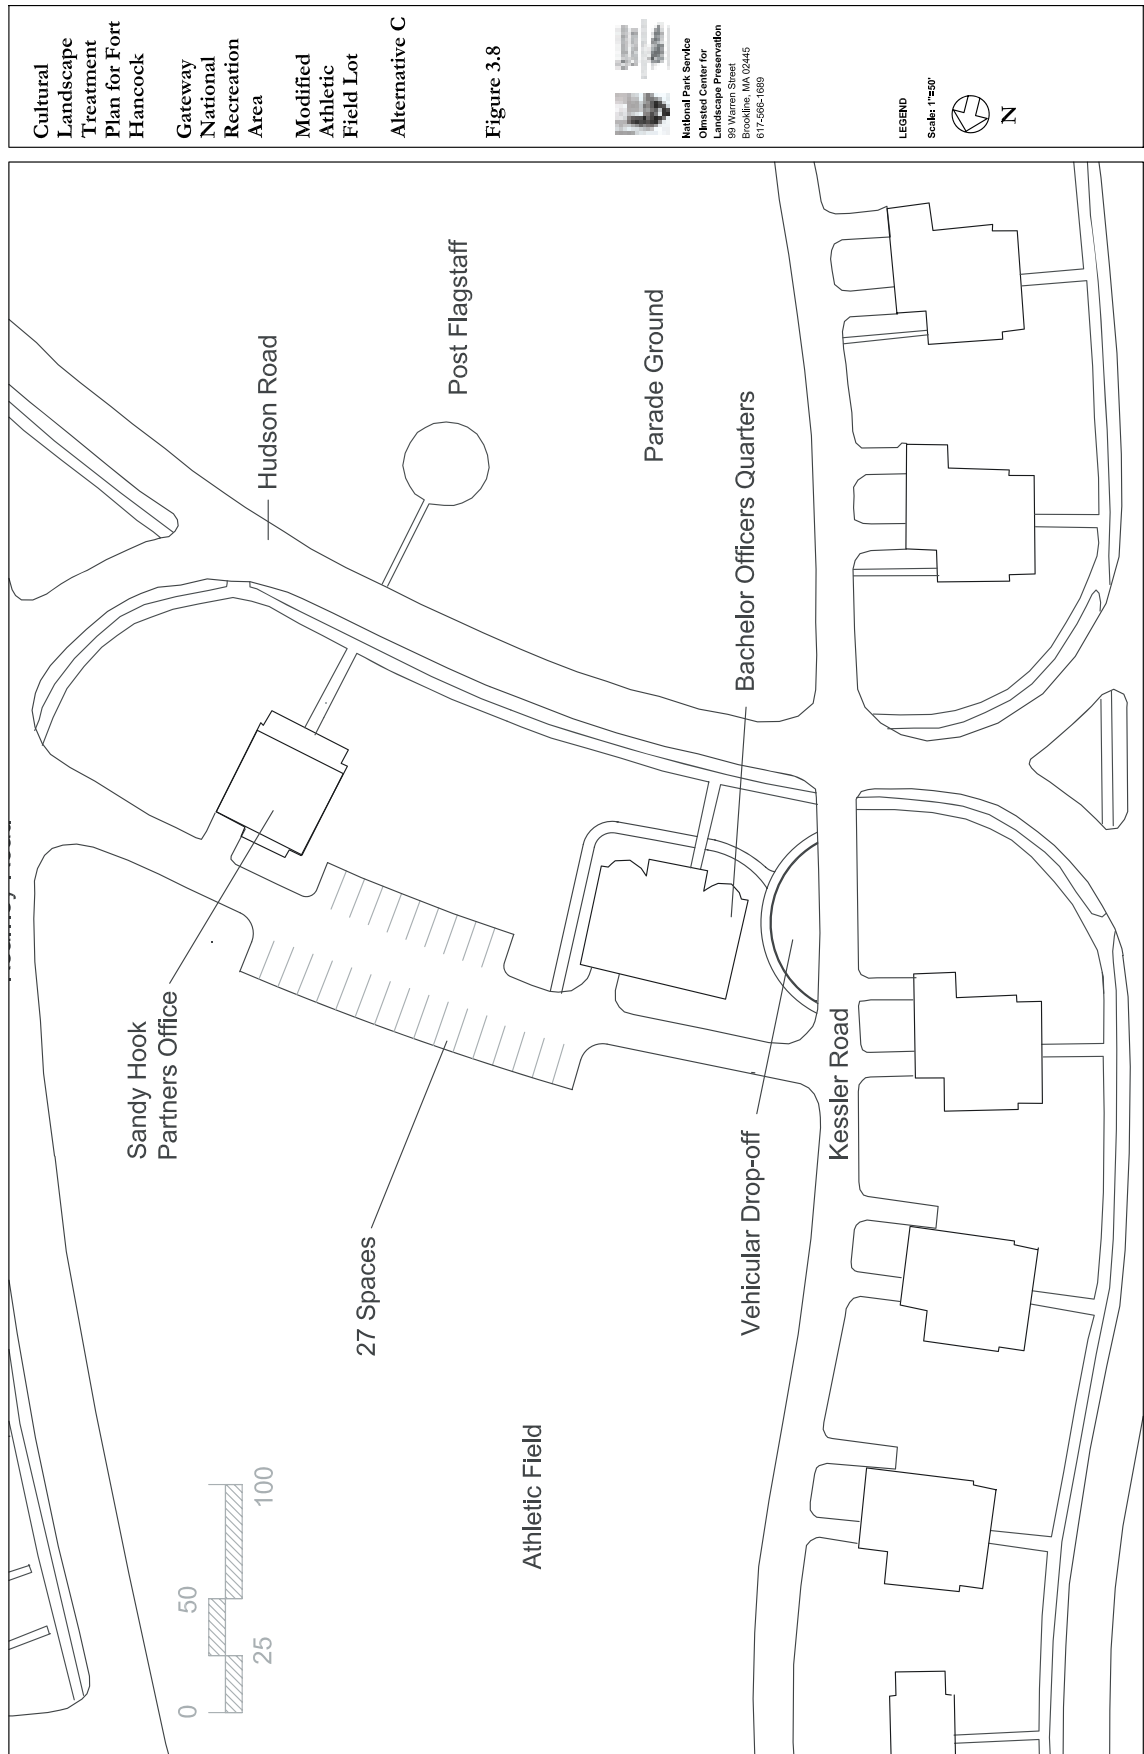 Cultural
Landscape
Treatment
Plan for Fort
Hancock
Gateway
National
Recreation
Area
Modified
Athletic
Field Lot
Alternative C
Figure 3.8
National Park Service
Olmsted Center for
Landscape Preservation
99 Warren Street
Brookline, MA 02445
617-566-1689
LEGEND
Scale: 1"=50'
N
Hudson Road
Post Flagstaff
Parade Ground
Bachelor Officers Quarters
Sandy Hook
Partners Office
27 Spaces
Vehicular Drop-off
Kessler Road
Athletic Field
0
50
25
100